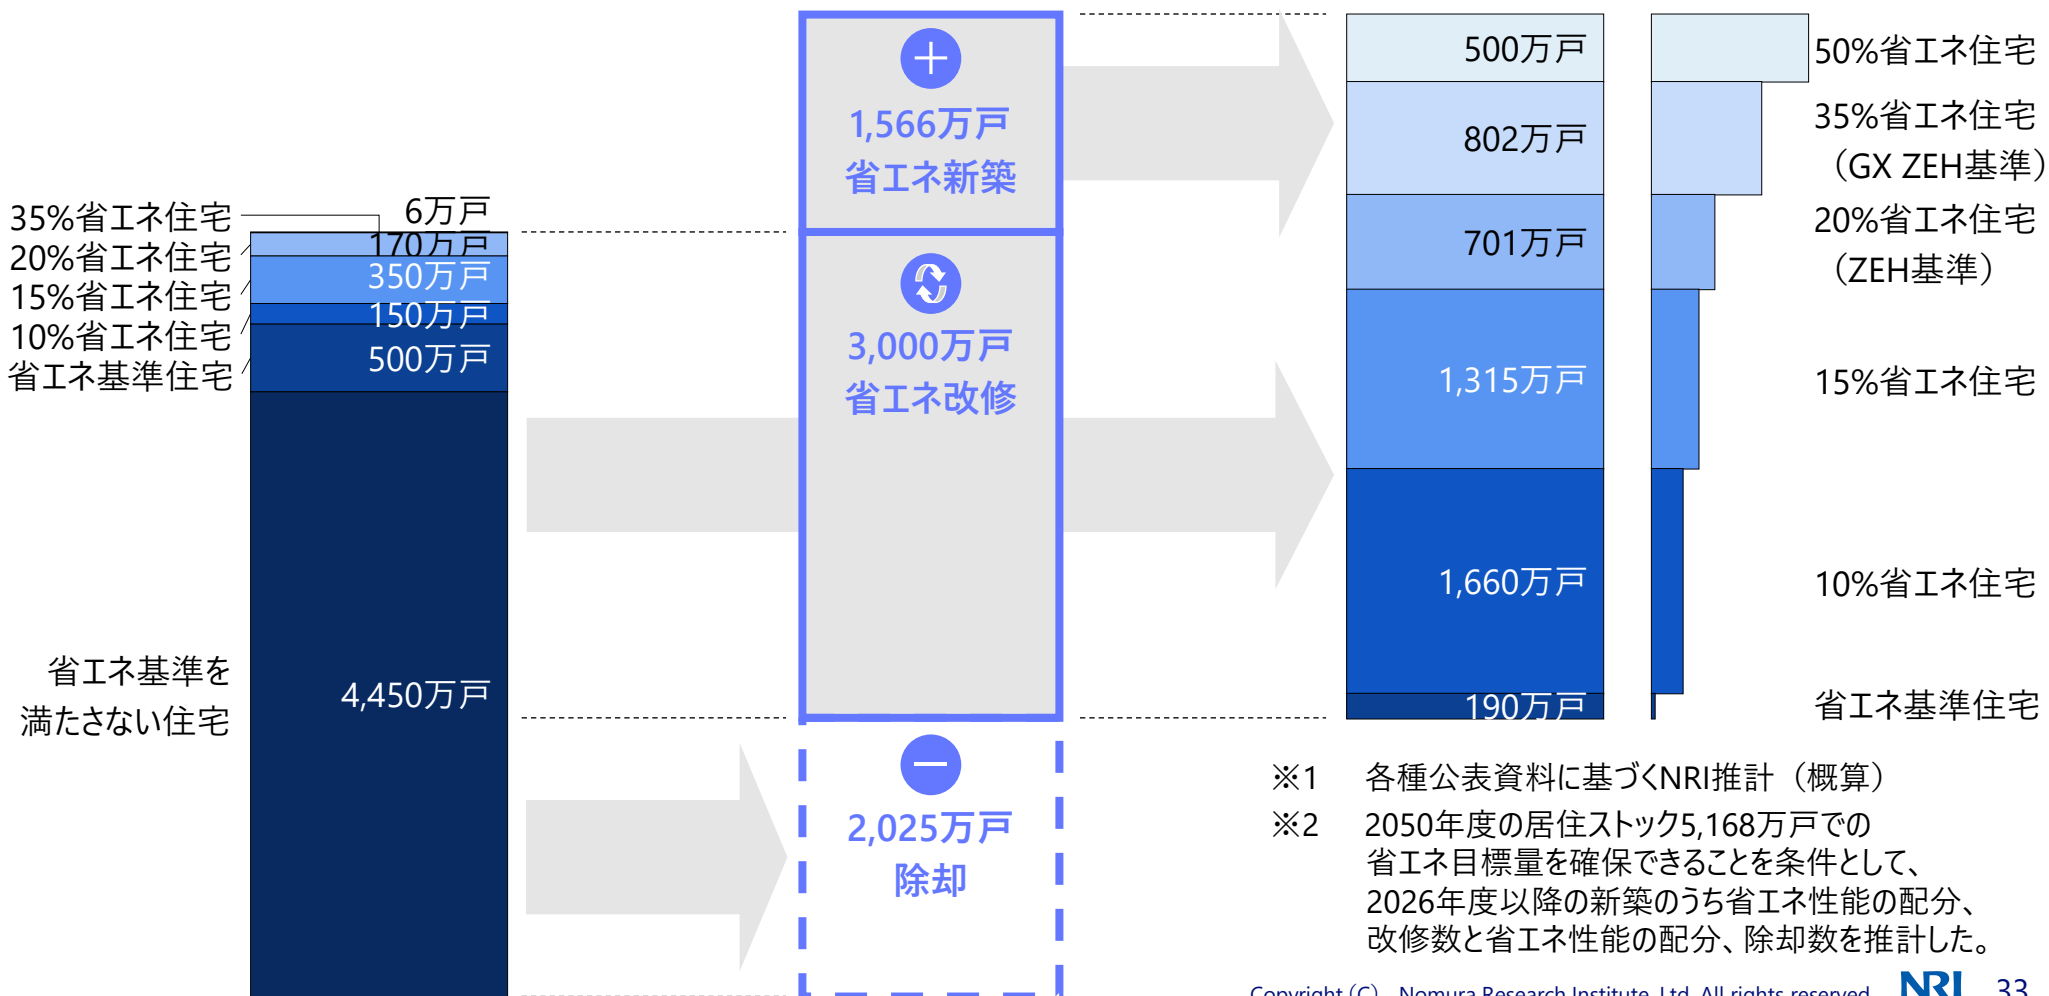 35%省エネ住宅
20%省エネ住宅
15%省エネ住宅
10%省エネ住宅
省エネ基準住宅
省エネ基準を
満たさない住宅
6万戸
170万戸
350万戸
150万戸
500万戸
4,450万戸
1,566万戸
省エネ新築
3,000万戸
省エネ改修
2,025万戸
除却
500万戸
802万戸
701万戸
1,315万戸
1,660万戸
190万戸
50%省エネ住宅
35%省エネ住宅
（GX ZEH基準）
20%省エネ住宅
（ZEH基準）
15%省エネ住宅
10%省エネ住宅
省エネ基準住宅
※1 各種公表資料に基づくNRI推計（概算）
※2 2050年度の居住ストック5,168万戸での
省エネ目標量を確保できることを条件として、
2026年度以降の新築のうち省エネ性能の配分、
改修数と省エネ性能の配分、除却数を推計した。
Copyright（C） Nomura Research Institute, Ltd. All rights reserved.
NRI 33